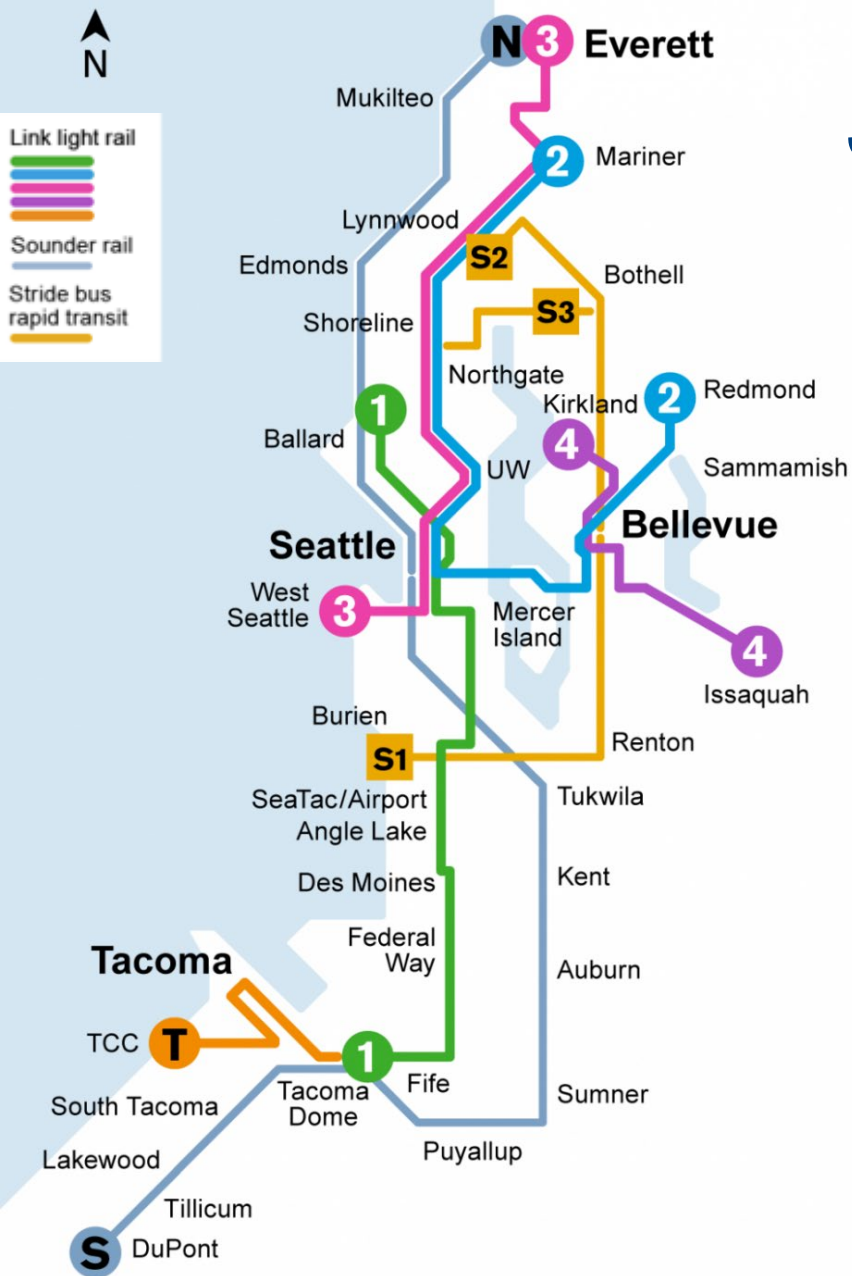 N
Link light rail
Sounder rail
Stride bus
rapid transit
N
3
Everett
Mukilteo
2
Mariner
Lynnwood
S2
Edmonds
Bothell
Shoreline
S3
Northgate
1
Kirkland
2
Redmond
Ballard
4
UW
Sammamish
Seattle
Bellevue
West
Seattle
3
Mercer
Island
4
Issaquah
Burien
S1
Renton
SeaTac/Airport
Tukwila
Angle Lake
Des Moines
Kent
Federal
Way
Auburn
Tacoma
TCC
T
1
Tacoma
Dome
Fife
Sumner
South Tacoma
Puyallup
Lakewood
Tillicum
S
DuPont